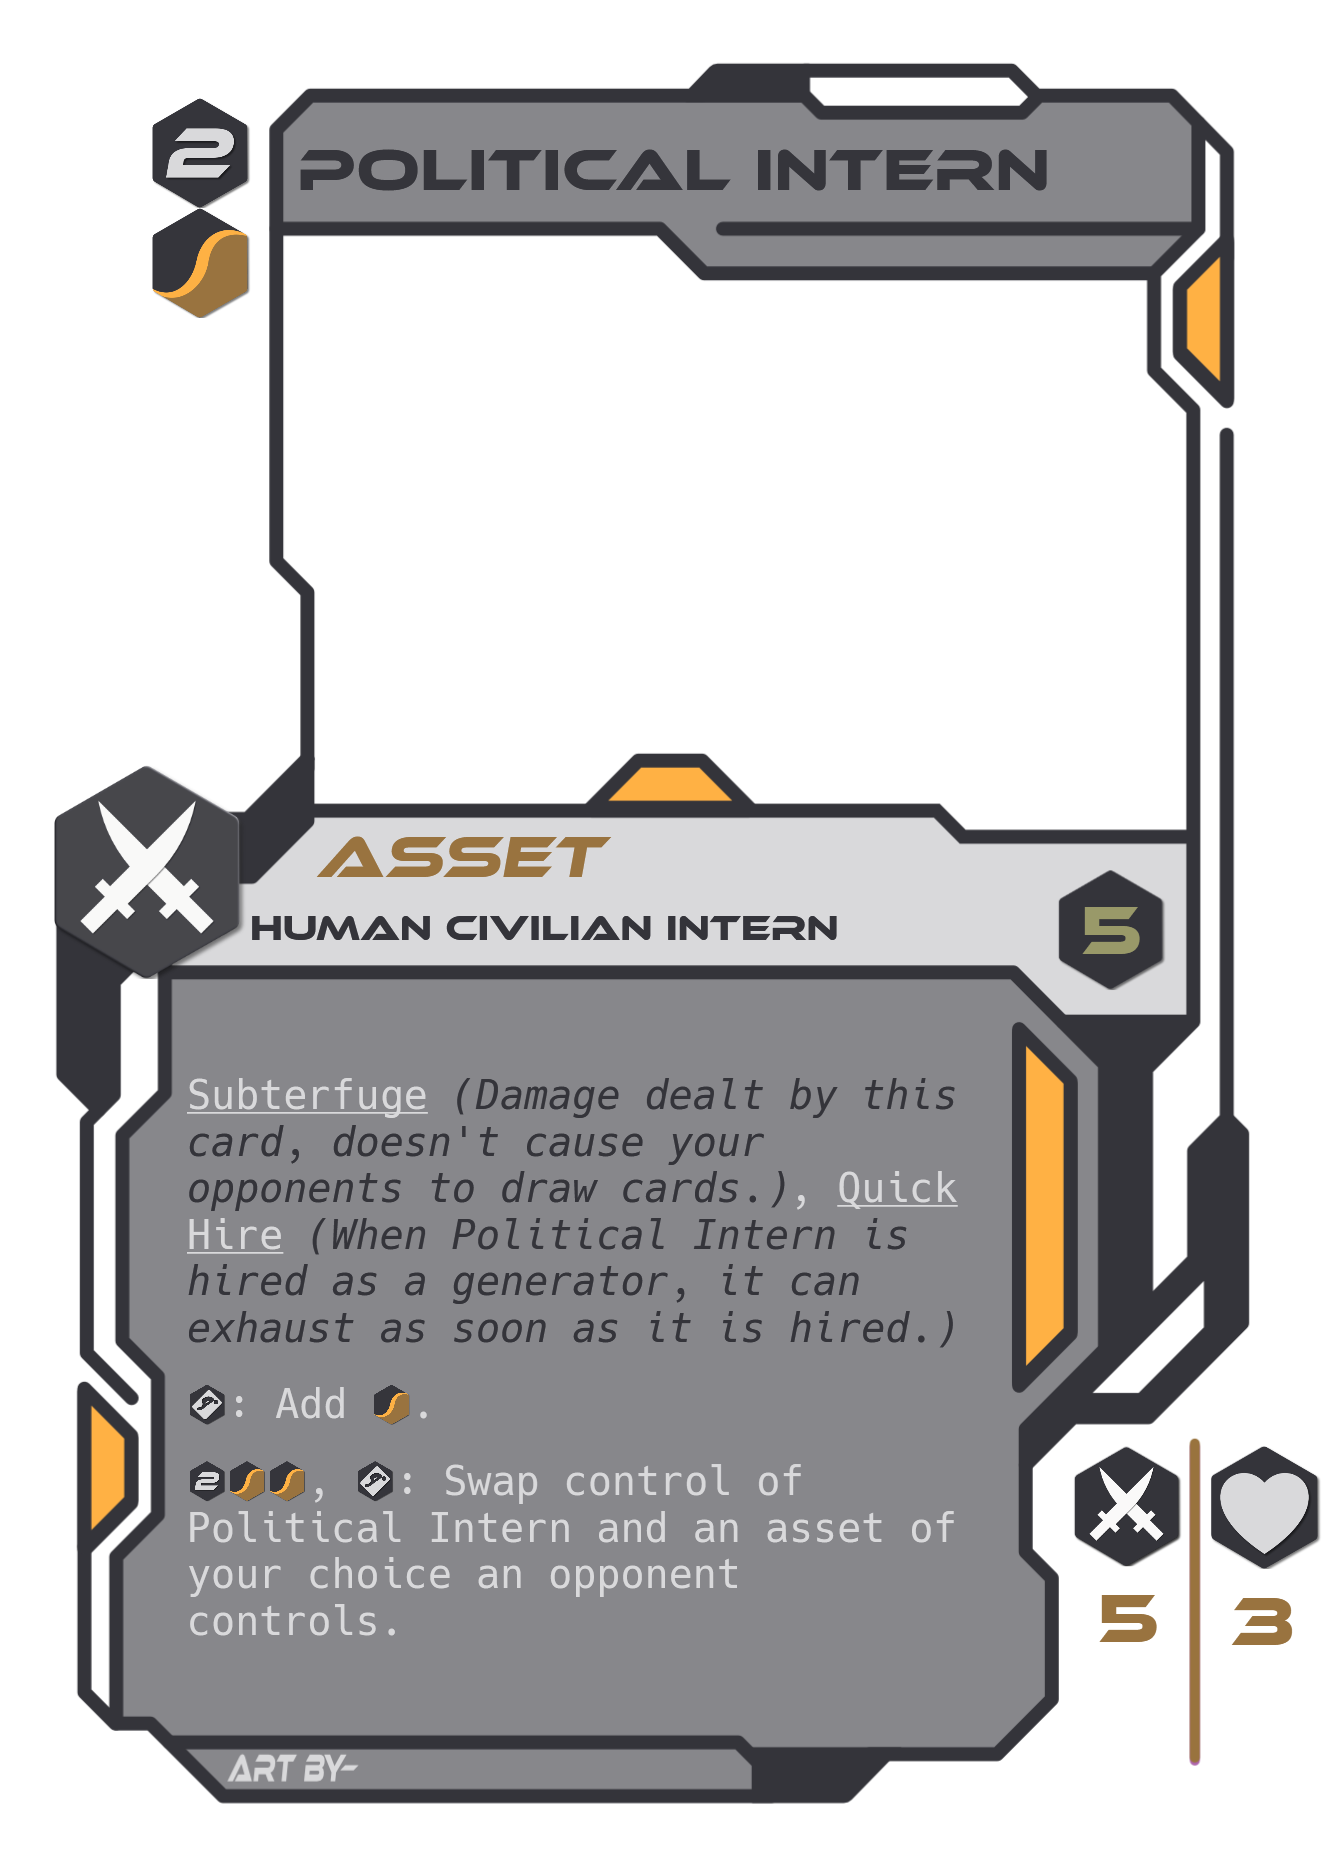 2
POLITICAL INTERN
ASSET
HUMAN CIVILIAN INTERN
5
Subterfuge (Damage dealt by this
card, doesn't cause your
opponents to draw cards.), Quick
Hire (When Political Intern is
hired as a generator, it can
exhaust as soon as it is hired.)
: Add .
2, : Swap control of
Political Intern and an asset of
your choice an opponent
controls.
5
3
ART BY-